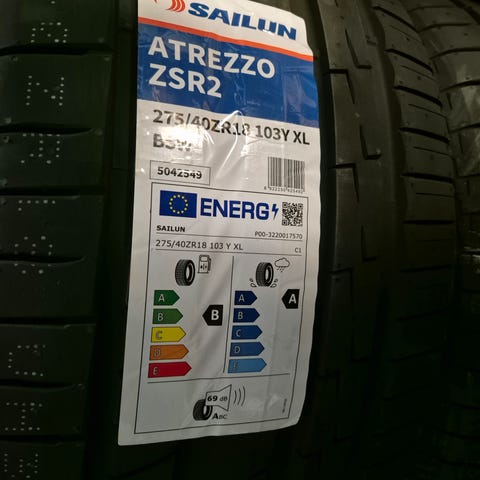 SAILUN
ATREZZO
ZSR2
275/40ZR18 103Y XL
BSW
5042549
ENERG
SAILUN
P00-3220017570
275/40ZR18 103 Y XL
C1
A
B
C
D
E
B
A
B
C
D
E
A
69 dB
ABC